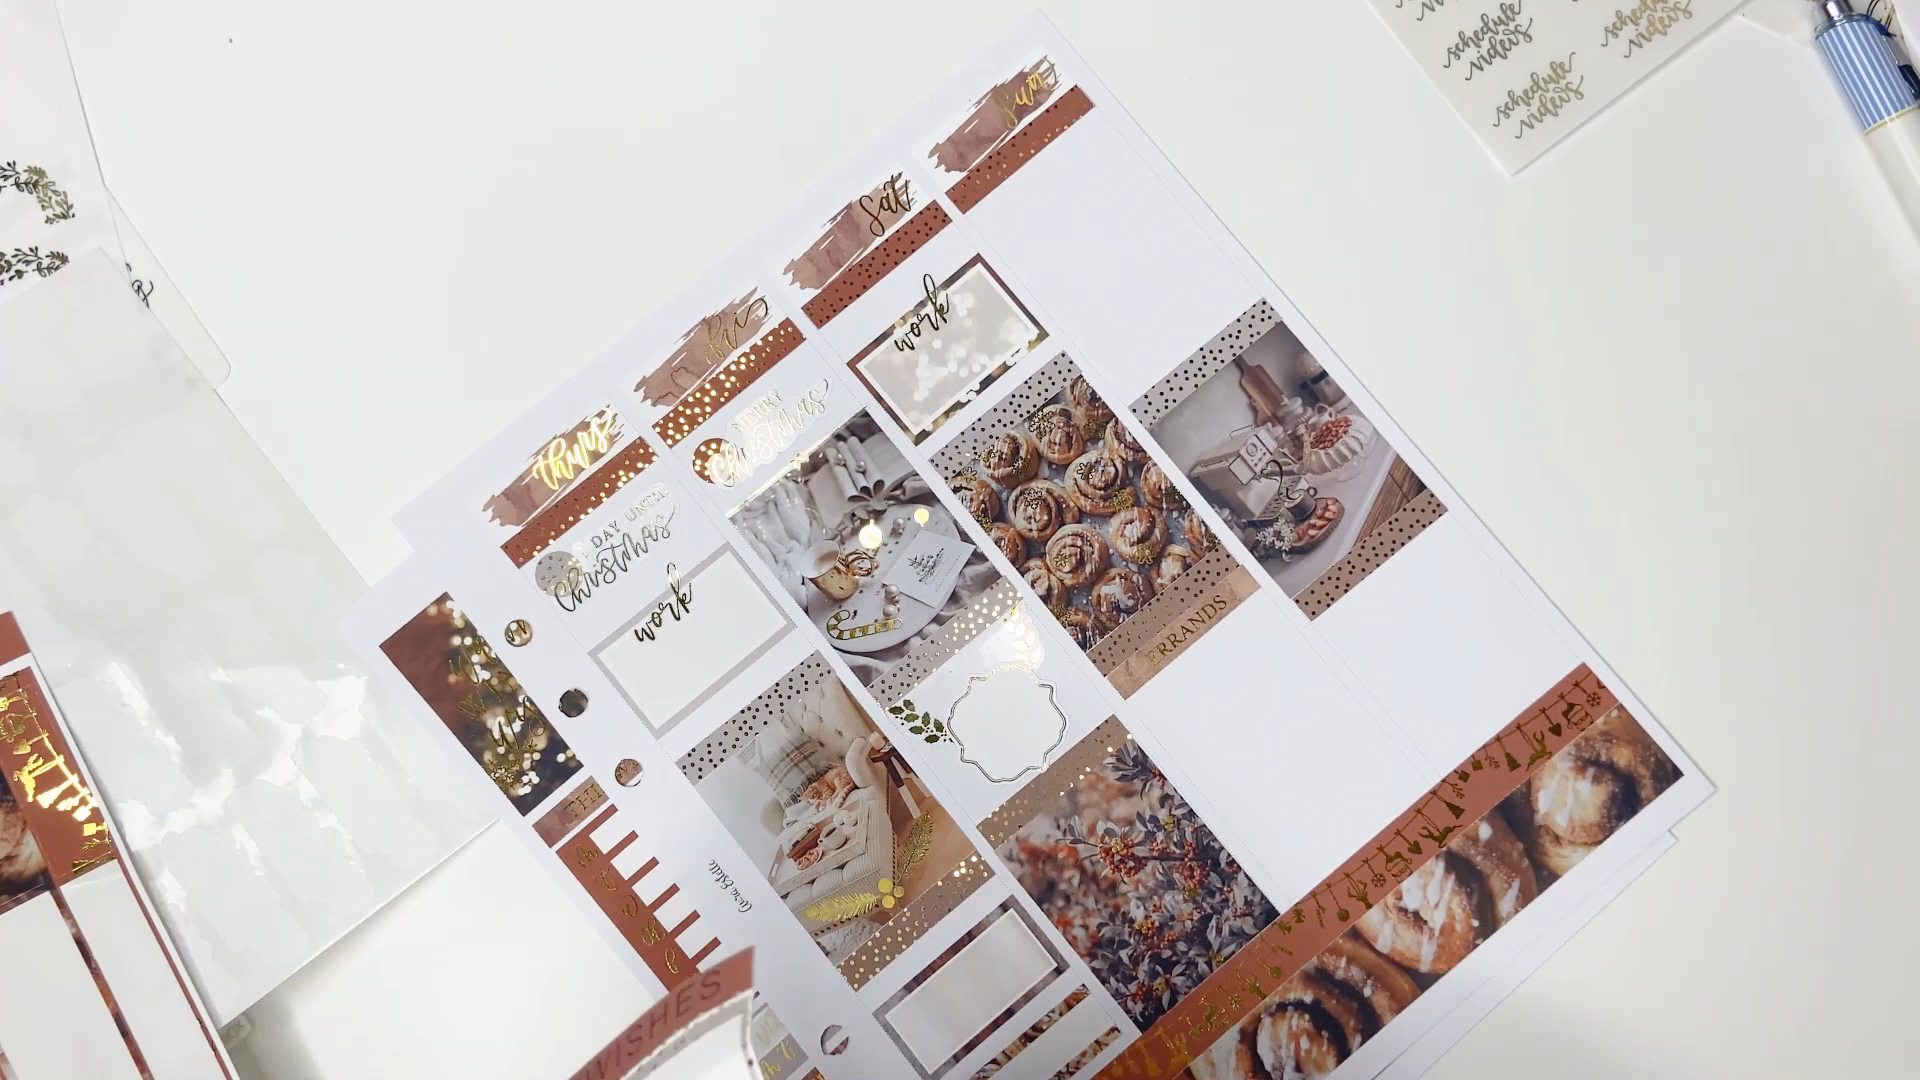 schedule
videos
schedule
videos
schedule
videos
sun
sat
fri
thurs
work
MERRY
Christmas
DAY UNTIL
Christmas
work
ERRANDS
WISHES